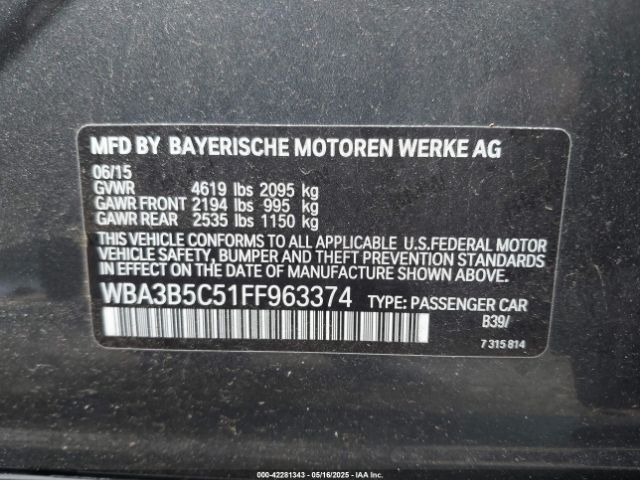 MFD BY BAYERISCHE MOTOREN WERKE AG
06/15
GVWR 4619 lbs 2095 kg
GAWR FRONT 2194 lbs 995 kg
GAWR REAR 2535 lbs 1150 kg
THIS VEHICLE CONFORMS TO ALL APPLICABLE U.S.FEDERAL MOTOR
VEHICLE SAFETY, BUMPER AND THEFT PREVENTION STANDARDS IN
EFFECT ON THE DATE OF MANUFACTURE SHOWN ABOVE.
WBA3B5C51FF963374 TYPE: PASSENGER CAR
B39/
7 315 814
000-42281343 - 05/16/2025 - IAA Inc.